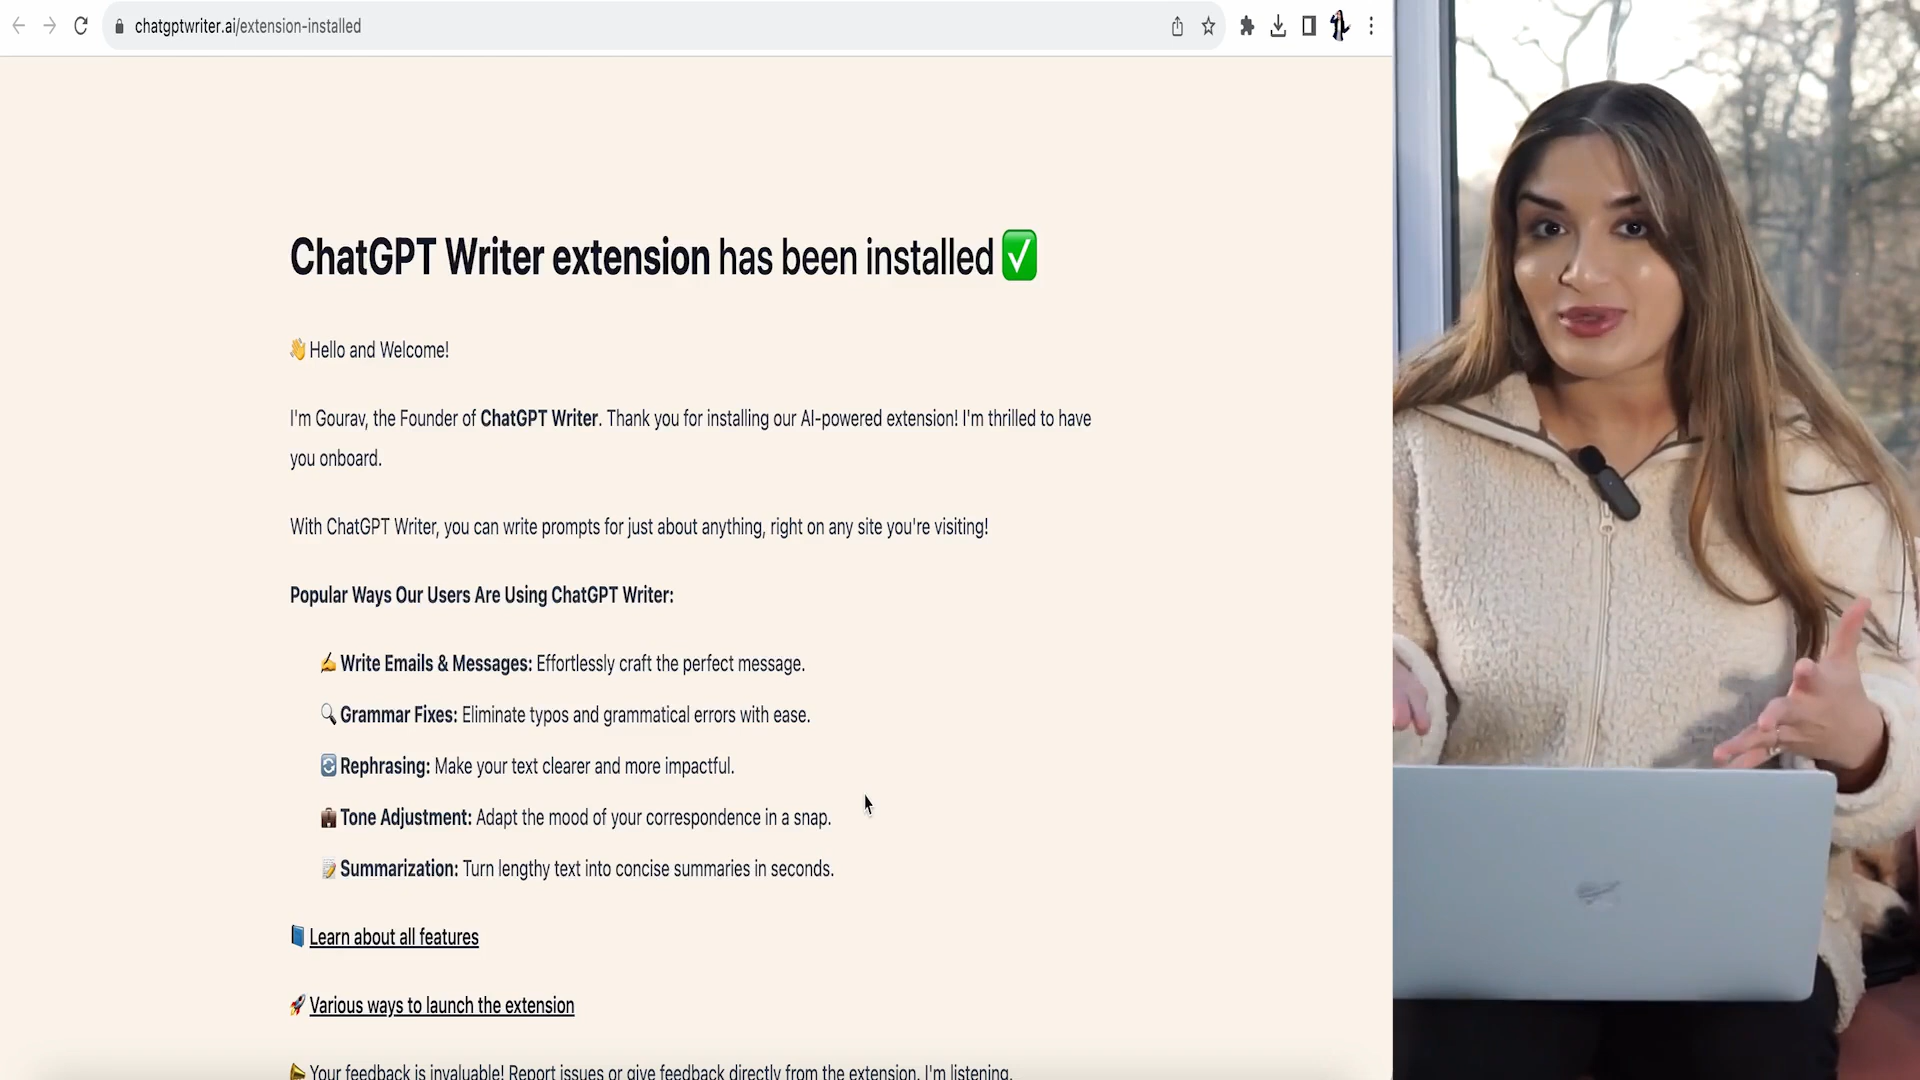 chatgptwriter.ai/extension-installed
ChatGPT Writer extension has been installed ✅
👋 Hello and Welcome!
I'm Gourav, the Founder of ChatGPT Writer. Thank you for installing our AI-powered extension! I'm thrilled to have
you onboard.
With ChatGPT Writer, you can write prompts for just about anything, right on any site you're visiting!
Popular Ways Our Users Are Using ChatGPT Writer:
✍️ Write Emails & Messages: Effortlessly craft the perfect message.
🔍 Grammar Fixes: Eliminate typos and grammatical errors with ease.
🔄 Rephrasing: Make your text clearer and more impactful.
💼 Tone Adjustment: Adapt the mood of your correspondence in a snap.
📝 Summarization: Turn lengthy text into concise summaries in seconds.
📘 Learn about all features
🚀 Various ways to launch the extension
📣 Your feedback is invaluable! Report issues or give feedback directly from the extension. I'm listening.